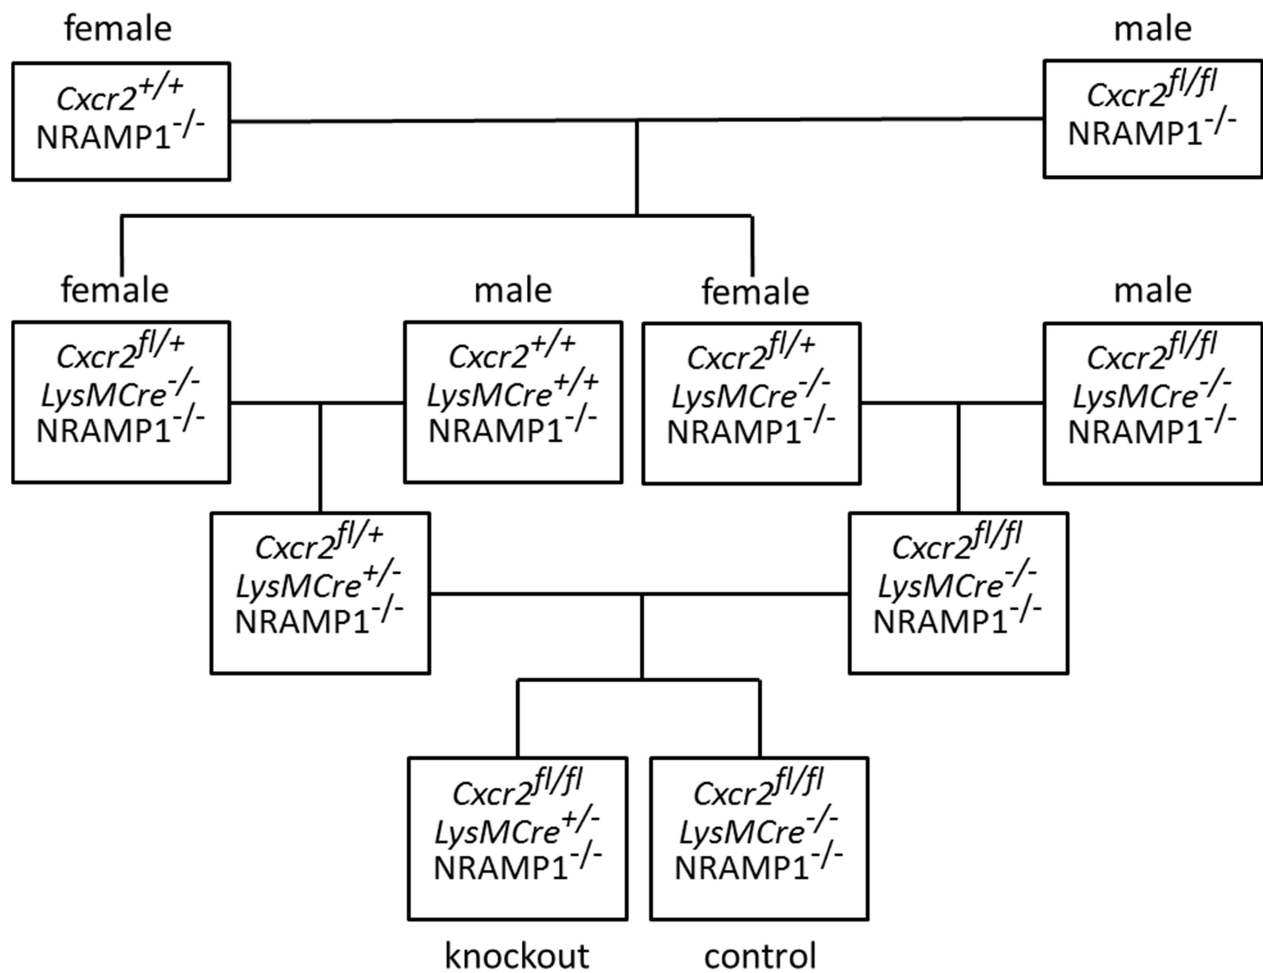 female
male
Cxcr2+/+
NRAMP1-/-
Cxcr2fl/fl
NRAMP1-/-
female
male
female
male
Cxcr2fl/+
LysMCre-/-
NRAMP1-/-
Cxcr2+/+
LysMCre+/+
NRAMP1-/-
Cxcr2fl/+
LysMCre-/-
NRAMP1-/-
Cxcr2fl/fl
LysMCre-/-
NRAMP1-/-
Cxcr2fl/+
LysMCre+/-
NRAMP1-/-
Cxcr2fl/fl
LysMCre-/-
NRAMP1-/-
Cxcr2fl/fl
LysMCre+/-
NRAMP1-/-
Cxcr2fl/fl
LysMCre-/-
NRAMP1-/-
knockout
control